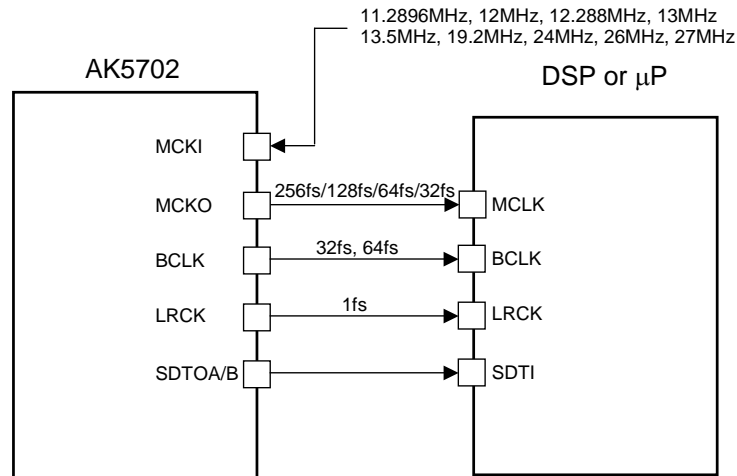 11.2896MHz, 12MHz, 12.288MHz, 13MHz
13.5MHz, 19.2MHz, 24MHz, 26MHz, 27MHz
AK5702
DSP or μP
MCKI
MCKO
256fs/128fs/64fs/32fs
MCLK
BCLK
32fs, 64fs
BCLK
LRCK
1fs
LRCK
SDTOA/B
SDTI